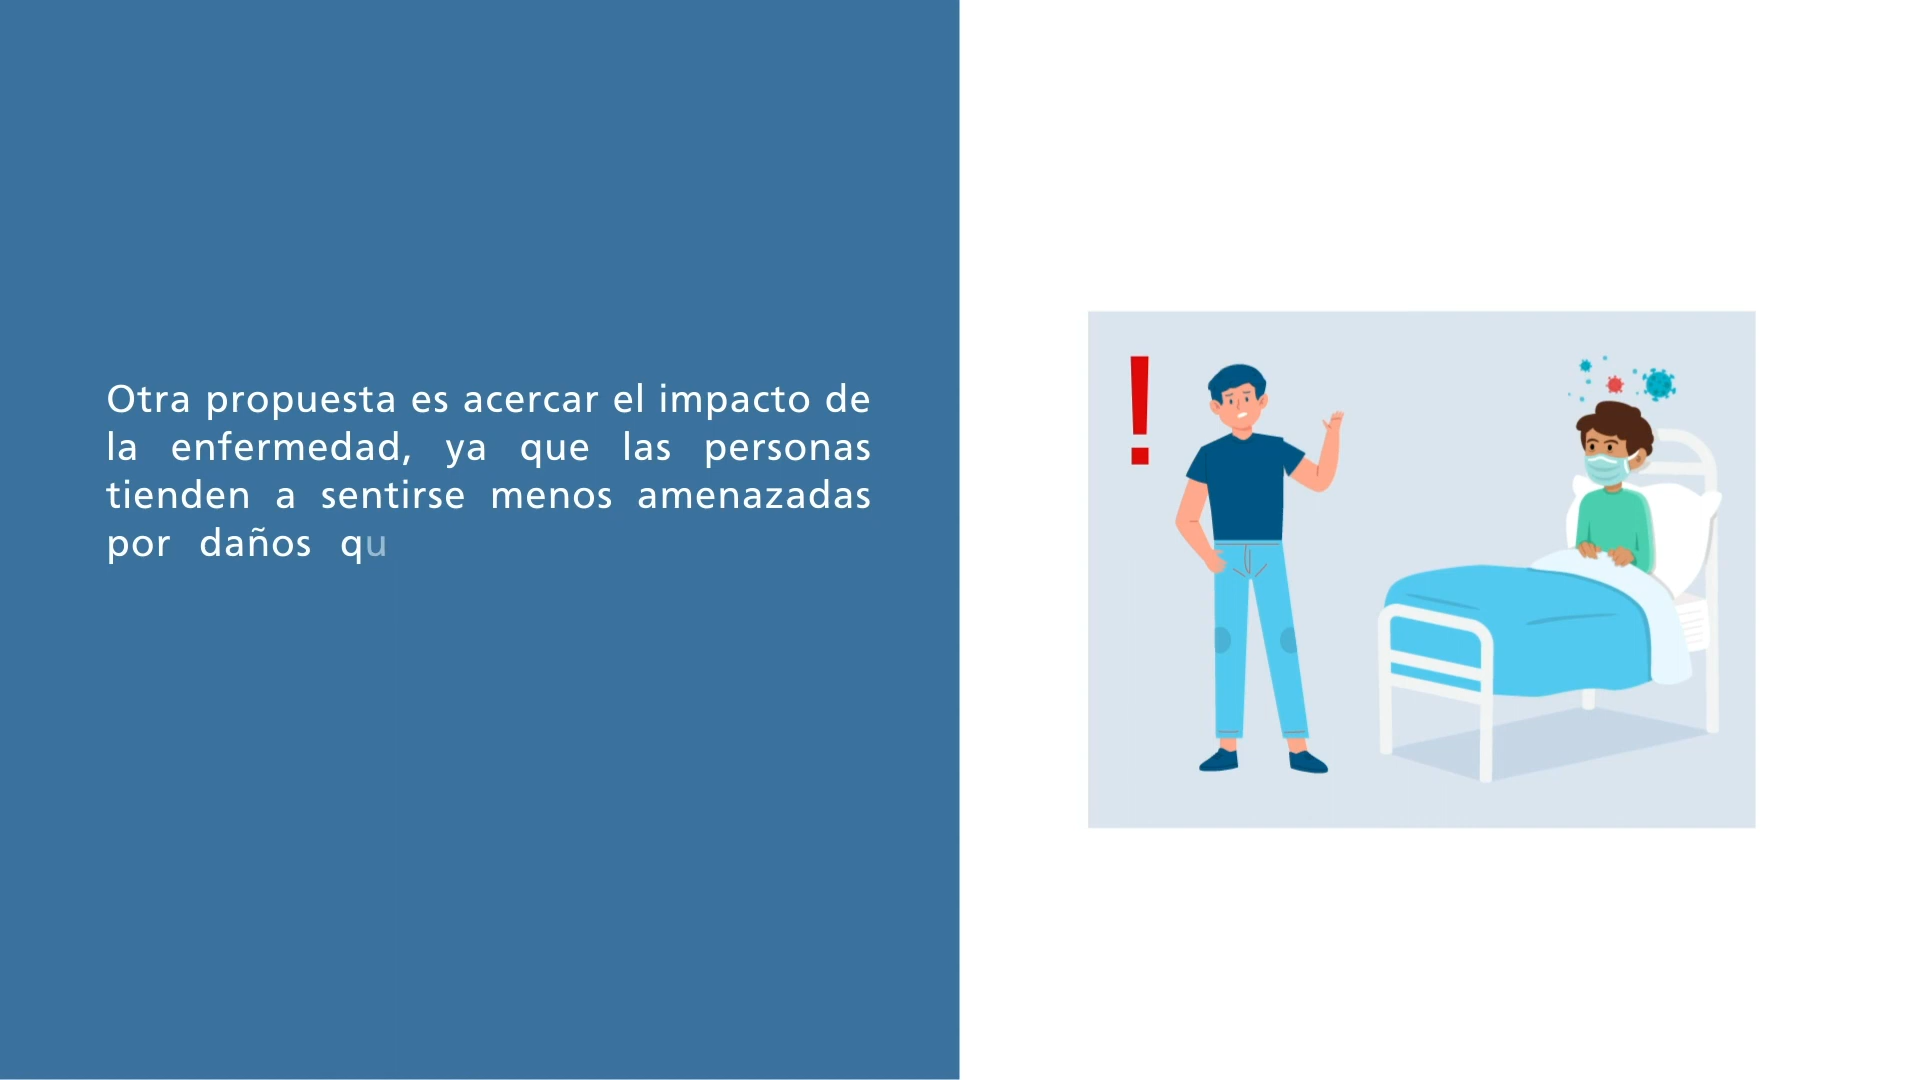 Otra propuesta es acercar el impacto de
la enfermedad, ya que las personas
tienden a sentirse menos amenazadas
por daños qu